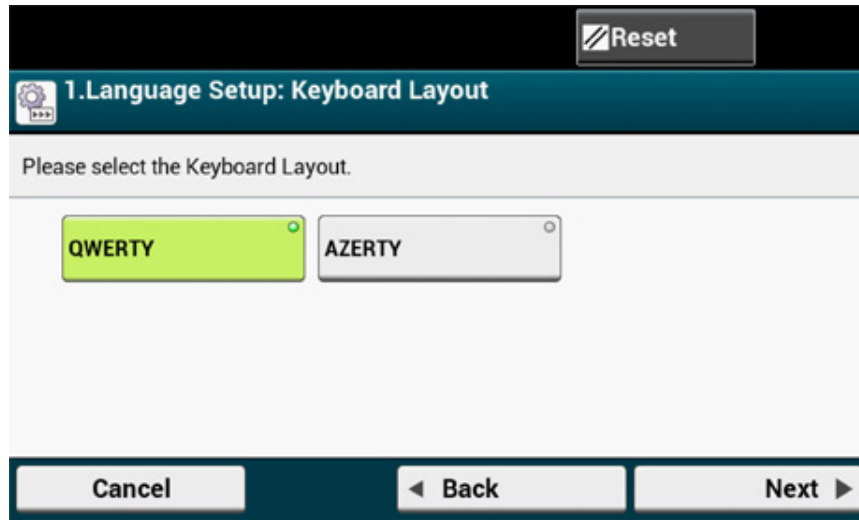 Reset
1.Language Setup: Keyboard Layout
Please select the Keyboard Layout.
QWERTY AZERTY
Cancel Back Next